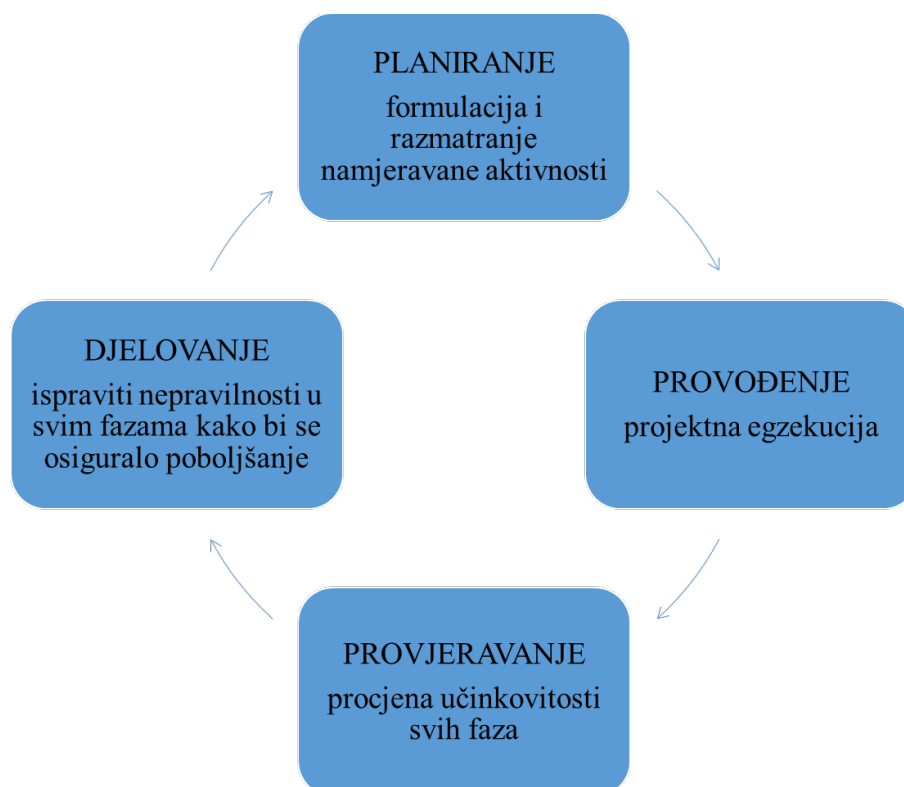 PLANIRANJE
formulacija i
razmatranje
namjeravane aktivnosti
PROVOĐENJE
projektna egzekucija
PROVJERAVANJE
procjena učinkovitosti
svih faza
DJELOVANJE
ispraviti nepravilnosti u
svim fazama kako bi se
osiguralo poboljšanje